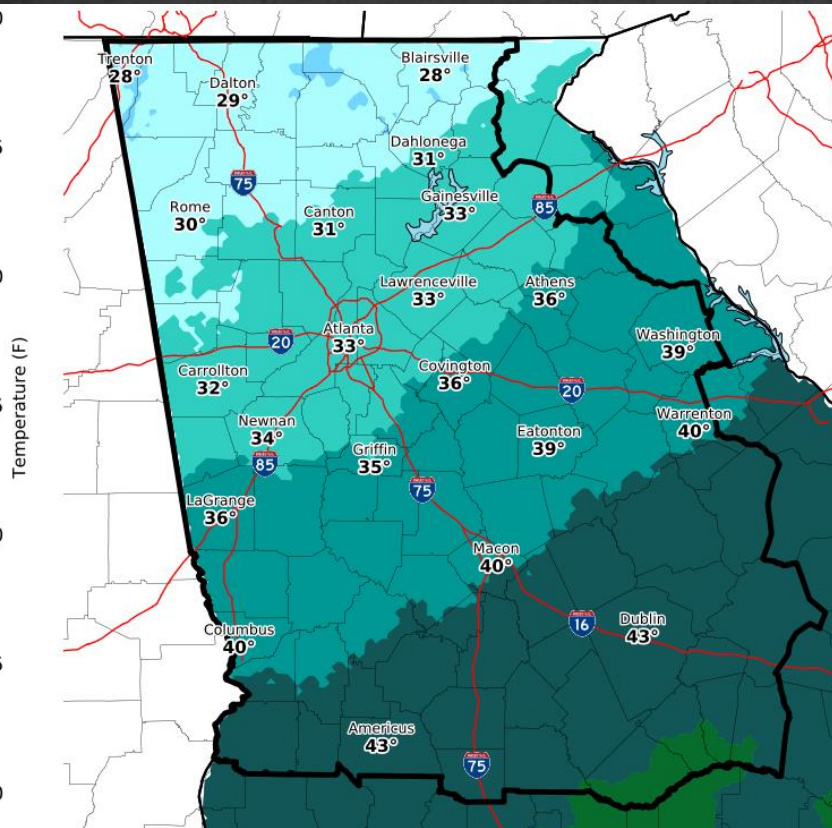 Temperature (F)
Trenton
28°
Dalton
29°
Blairsville
28°
Dahlonega
31°
75
Rome
30°
Canton
31°
Gainesville
33°
85
Lawrenceville
33°
Athens
36°
20
Atlanta
33°
Washington
39°
Carrollton
32°
Covington
36°
20
Newnan
34°
Warrenton
40°
Eatonton
39°
Griffin
35°
85
75
LaGrange
36°
Macon
40°
16
Dublin
43°
Columbus
40°
Americus
43°
75